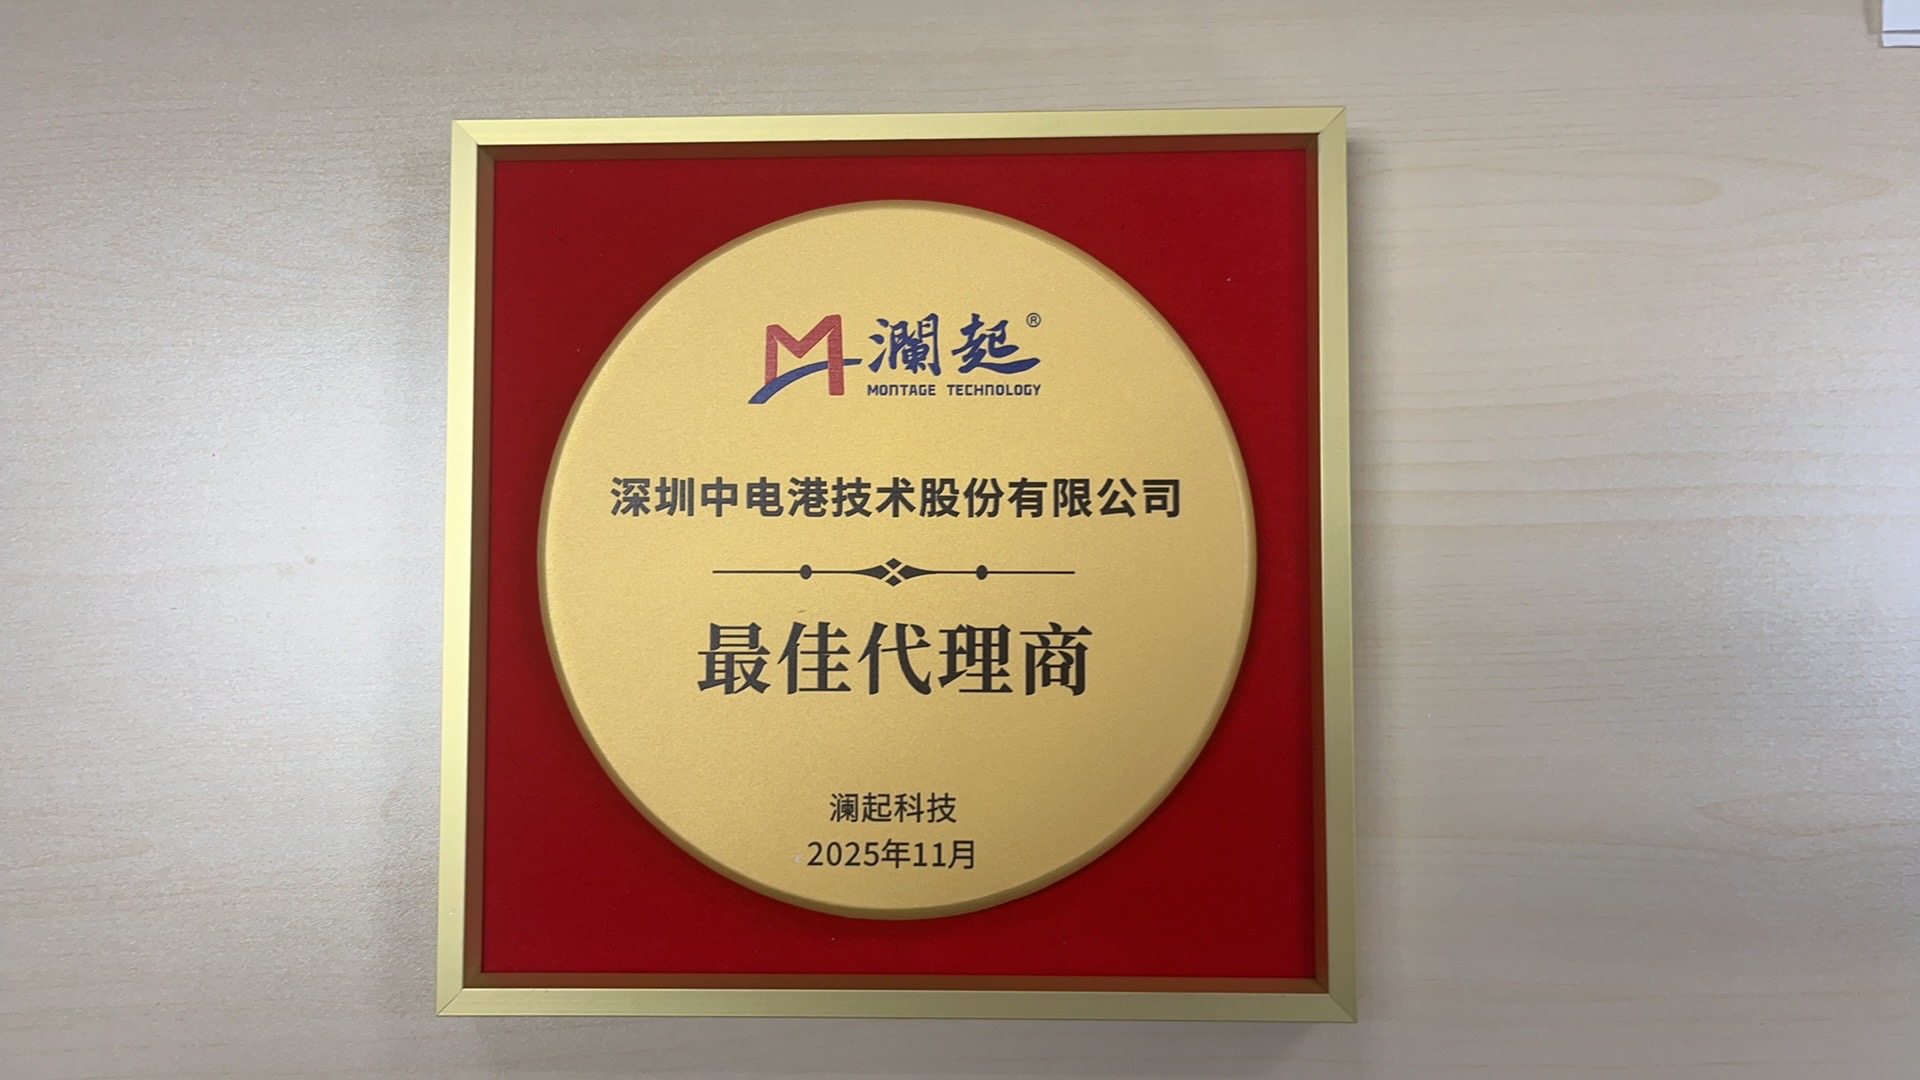 澜起®
MONTAGE TECHNOLOGY
深圳中电港技术股份有限公司
最佳代理商
澜起科技
2025年11月